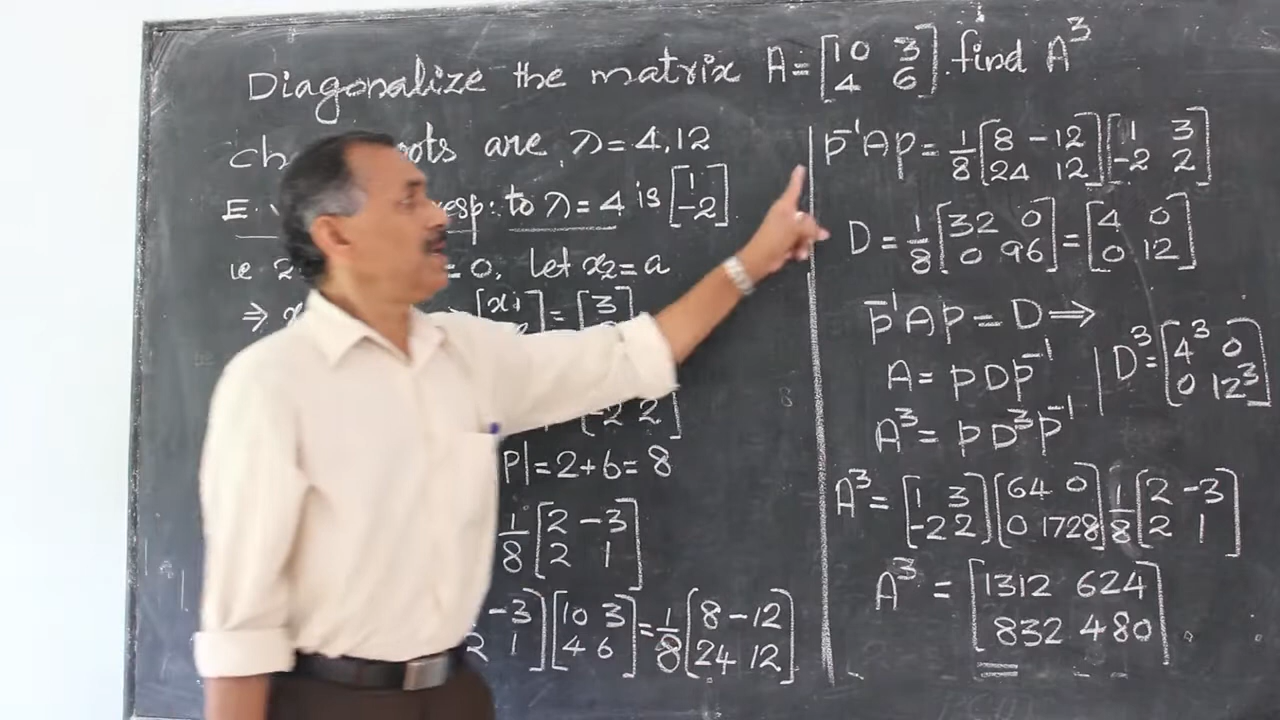 Diagonalize the matrix A = [10 3; 4 6]. find A³
ch roots are λ = 4, 12
E. v resp: to λ = 4 is [1; -2]
ie 2 = 0, let x₂ = a
⇒ x [x₁ ] = [3; ]
-2 2]
P| = 2 + 6 = 8
1/8 [2 -3; 2 1]
-3; 2 1] [10 3; 4 6] = 1/8 [8 -12; 24 12]
P⁻¹AP = 1/8 [8 -12; 24 12] [1 3; -2 2]
D = 1/8 [32 0; 0 96] = [4 0; 0 12]
P⁻¹AP = D ⇒
A = PDP⁻¹ | D³ = [4³ 0; 0 12³]
A³ = PD³P⁻¹
A³ = [1 3; -2 2] [64 0; 0 1728] 1/8 [2 -3; 2 1]
A³ = [1312 624; 832 480]